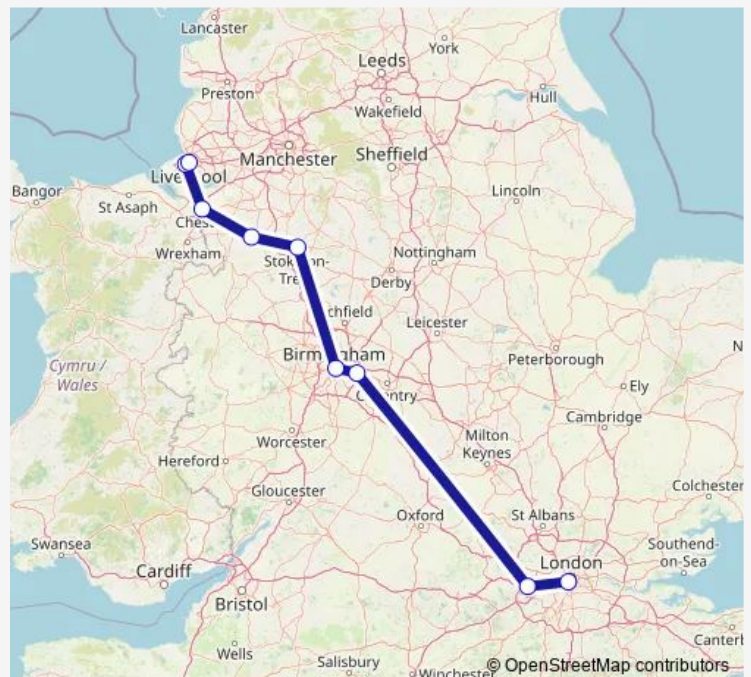 Lancaster
York
Leeds
Preston
Hull
Wakefield
Manchester
Sheffield
Bangor
St Asaph
Lincoln
Wrexham
Nottingham
Derby
Leicester
Peterborough
Cymru /
Wales
Ely
Cambridge
Worcester
Milton
Keynes
Hereford
Gloucester
Colchester
Oxford
St Albans
Swansea
London
Southend-
on-Sea
Cardiff
Bristol
Wells
Salisbury
Winchester
© OpenStreetMap contributors